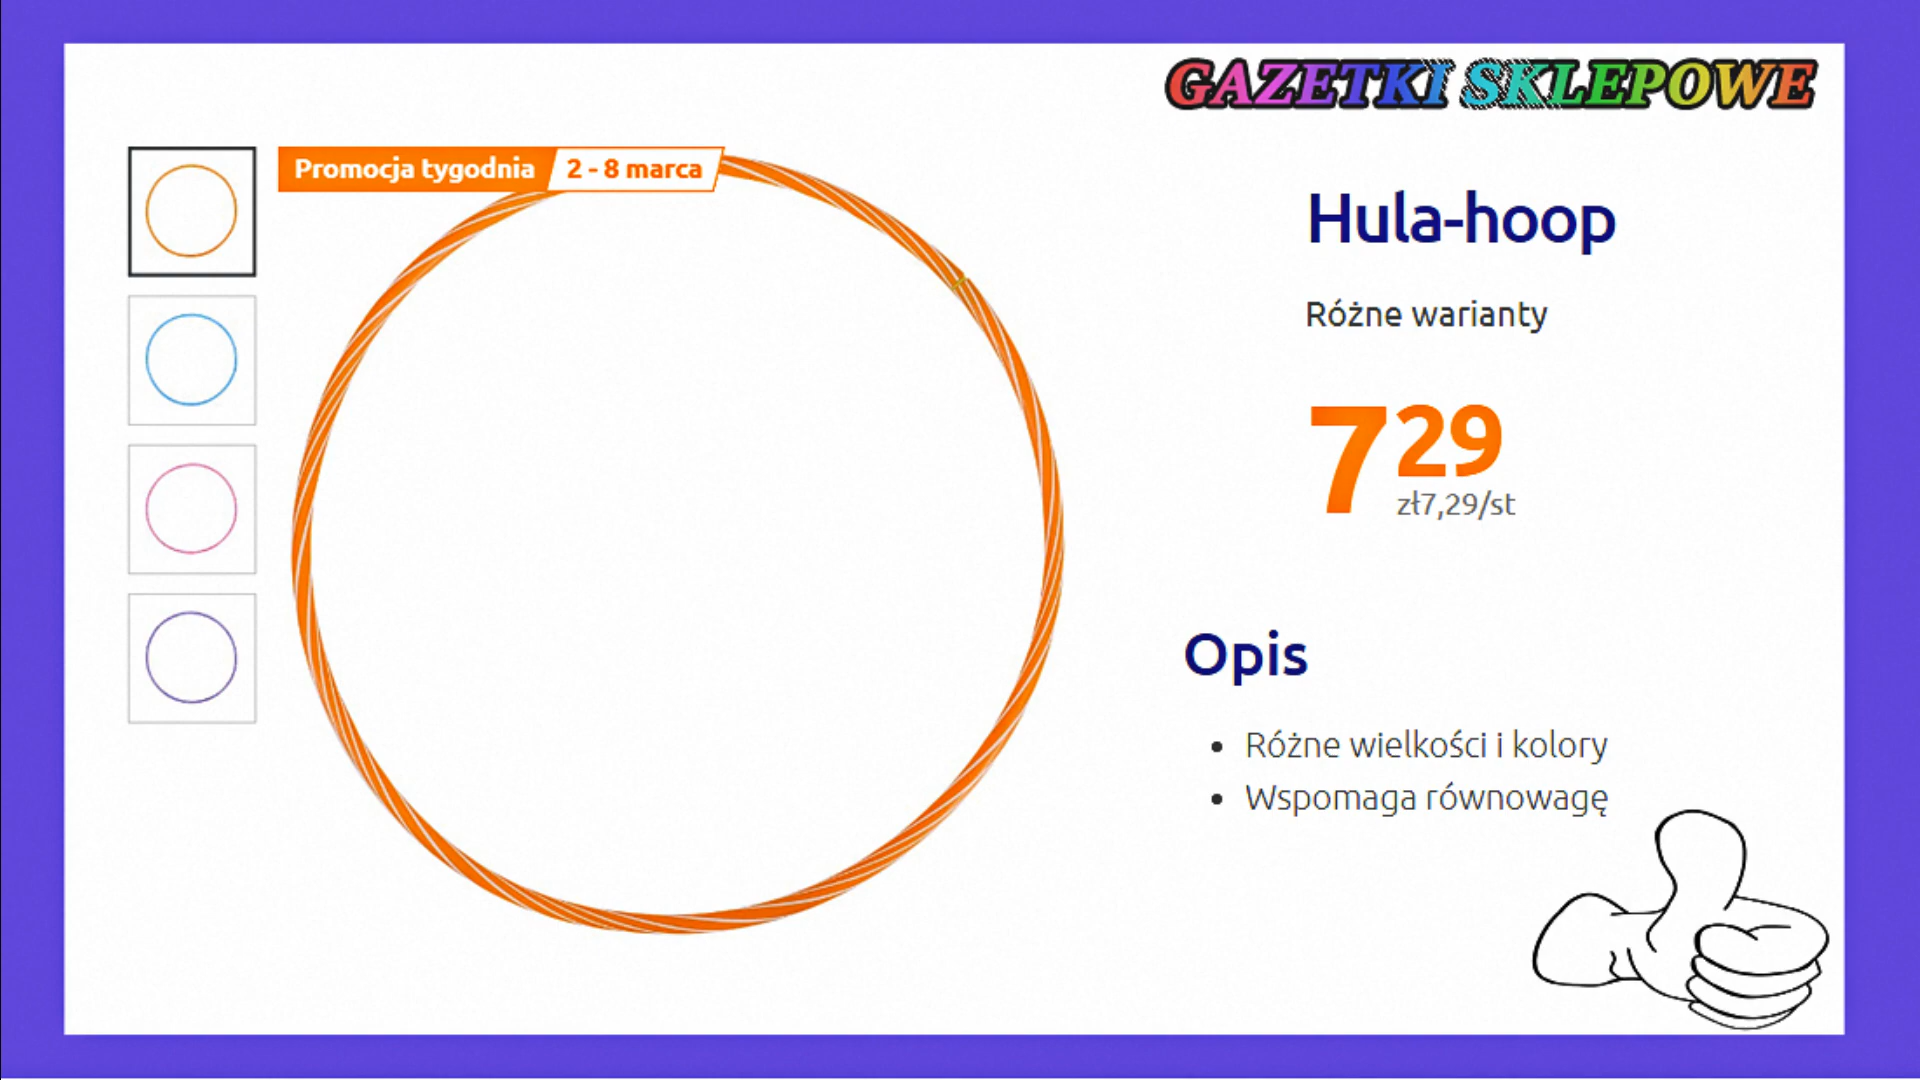 GAZETKI SKLEPOWE
Promocja tygodnia 2 - 8 marca
Hula-hoop
Różne warianty
7 29
zł7,29/st
Opis
• Różne wielkości i kolory
• Wspomaga równowagę